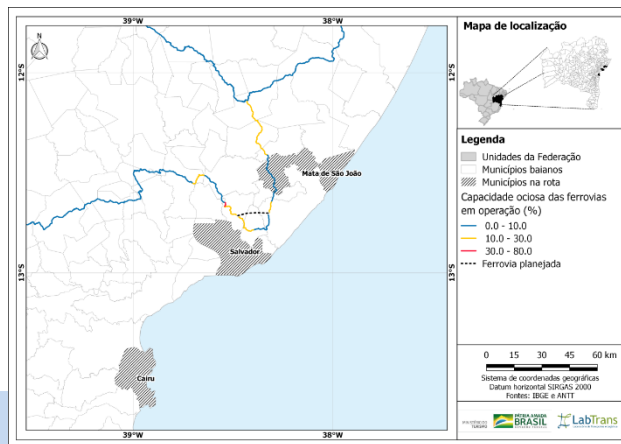 39°W
38°W
12°S
12°S
Mata de São João
Salvador
13°S
13°S
Cairu
39°W
38°W
Mapa de localização
Legenda
Unidades da Federação
Municípios baianos
Municípios na rota
Capacidade ociosa das ferrovias
em operação (%)
0.0 - 10.0
10.0 - 30.0
30.0 - 80.0
Ferrovia planejada
0 15 30 45 60 km
Sistema de coordenadas geográficas
Datum horizontal SIRGAS 2000
Fontes: IBGE e ANTT
PÁTRIA AMADA
BRASIL
LabTrans